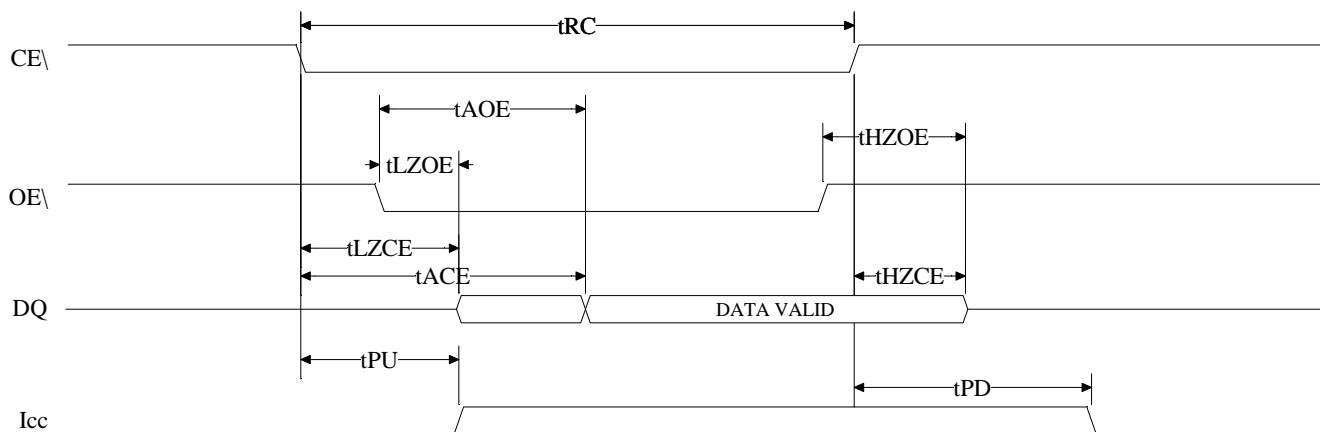 tRC
CE\
tAOE
tHZOE
tLZOE
OE\
tLZCE
tACE
tHZCE
DQ
DATA VALID
tPU
tPD
Icc